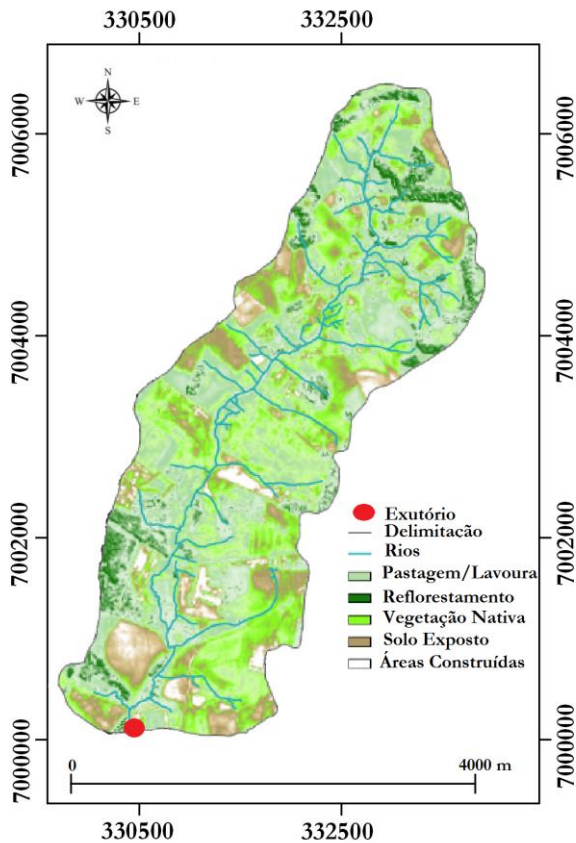 330500 332500
N
W E
S
7006000 7006000
7004000 7004000
7002000 7002000
Exutório
Delimitação
Rios
Pastagem/Lavoura
Reflorestamento
Vegetação Nativa
Solo Exposto
Áreas Construídas
7000000 7000000
0 4000 m
330500 332500